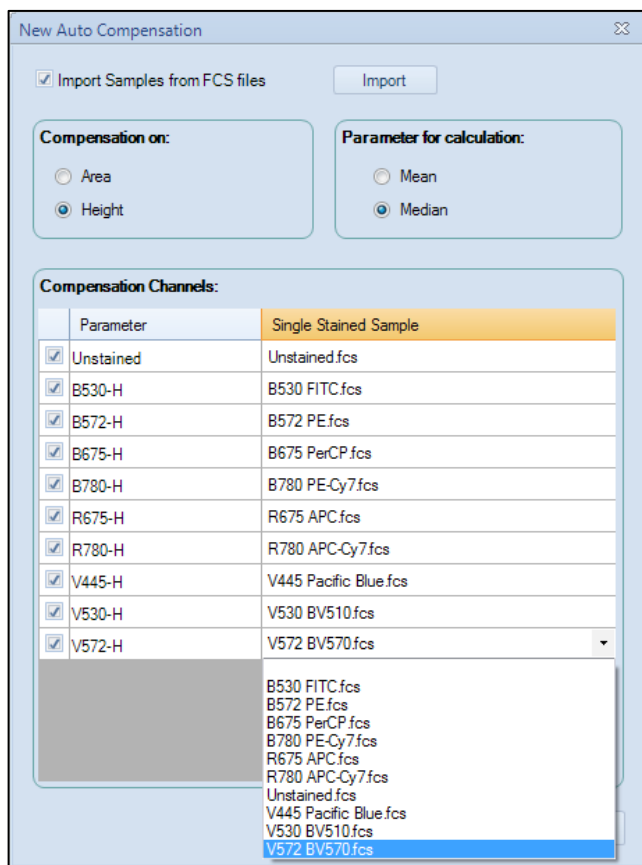 New Auto Compensation
Import Samples from FCS files Import
Compensation on: Parameter for calculation:
Area Mean
Height Median
Compensation Channels:
Parameter Single Stained Sample
Unstained Unstained.fcs
B530-H B530 FITC.fcs
B572-H B572 PE.fcs
B675-H B675 PerCP.fcs
B780-H B780 PE-Cy7.fcs
R675-H R675 APC.fcs
R780-H R780 APC-Cy7.fcs
V445-H V445 Pacific Blue.fcs
V530-H V530 BV510.fcs
V572-H V572 BV570.fcs
B530 FITC.fcs
B572 PE.fcs
B675 PerCP.fcs
B780 PE-Cy7.fcs
R675 APC.fcs
R780 APC-Cy7.fcs
Unstained.fcs
V445 Pacific Blue.fcs
V530 BV510.fcs
V572 BV570.fcs